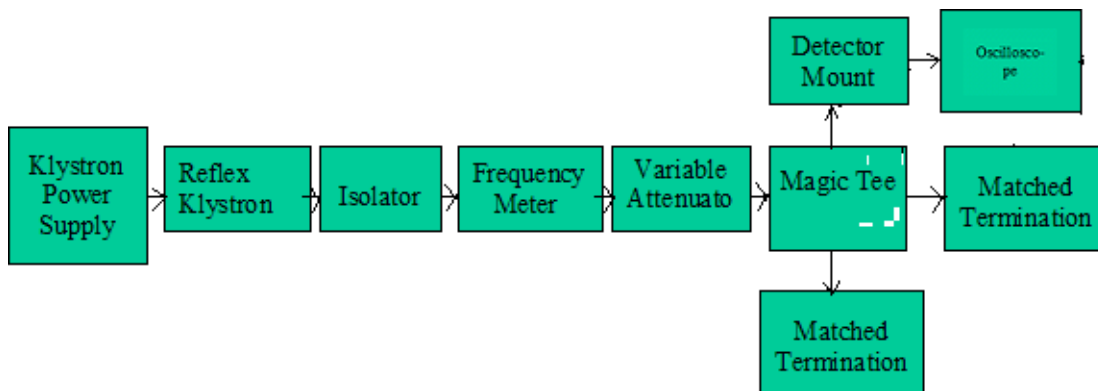 Klystron
Power
Supply
Reflex
Klystron
Isolator
Frequency
Meter
Variable
Attenuato
Magic Tee
Detector
Mount
Oscillosco-
pe
Matched
Termination
Matched
Termination